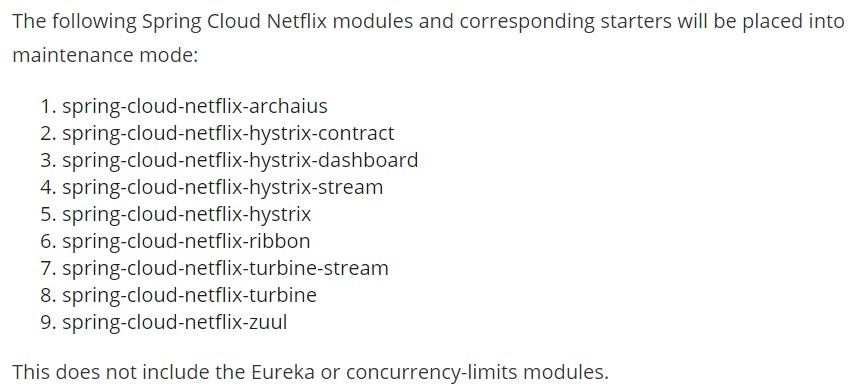 The following Spring Cloud Netflix modules and corresponding starters will be placed into
maintenance mode:
1. spring-cloud-netflix-archaius
2. spring-cloud-netflix-hystrix-contract
3. spring-cloud-netflix-hystrix-dashboard
4. spring-cloud-netflix-hystrix-stream
5. spring-cloud-netflix-hystrix
6. spring-cloud-netflix-ribbon
7. spring-cloud-netflix-turbine-stream
8. spring-cloud-netflix-turbine
9. spring-cloud-netflix-zuul
This does not include the Eureka or concurrency-limits modules.